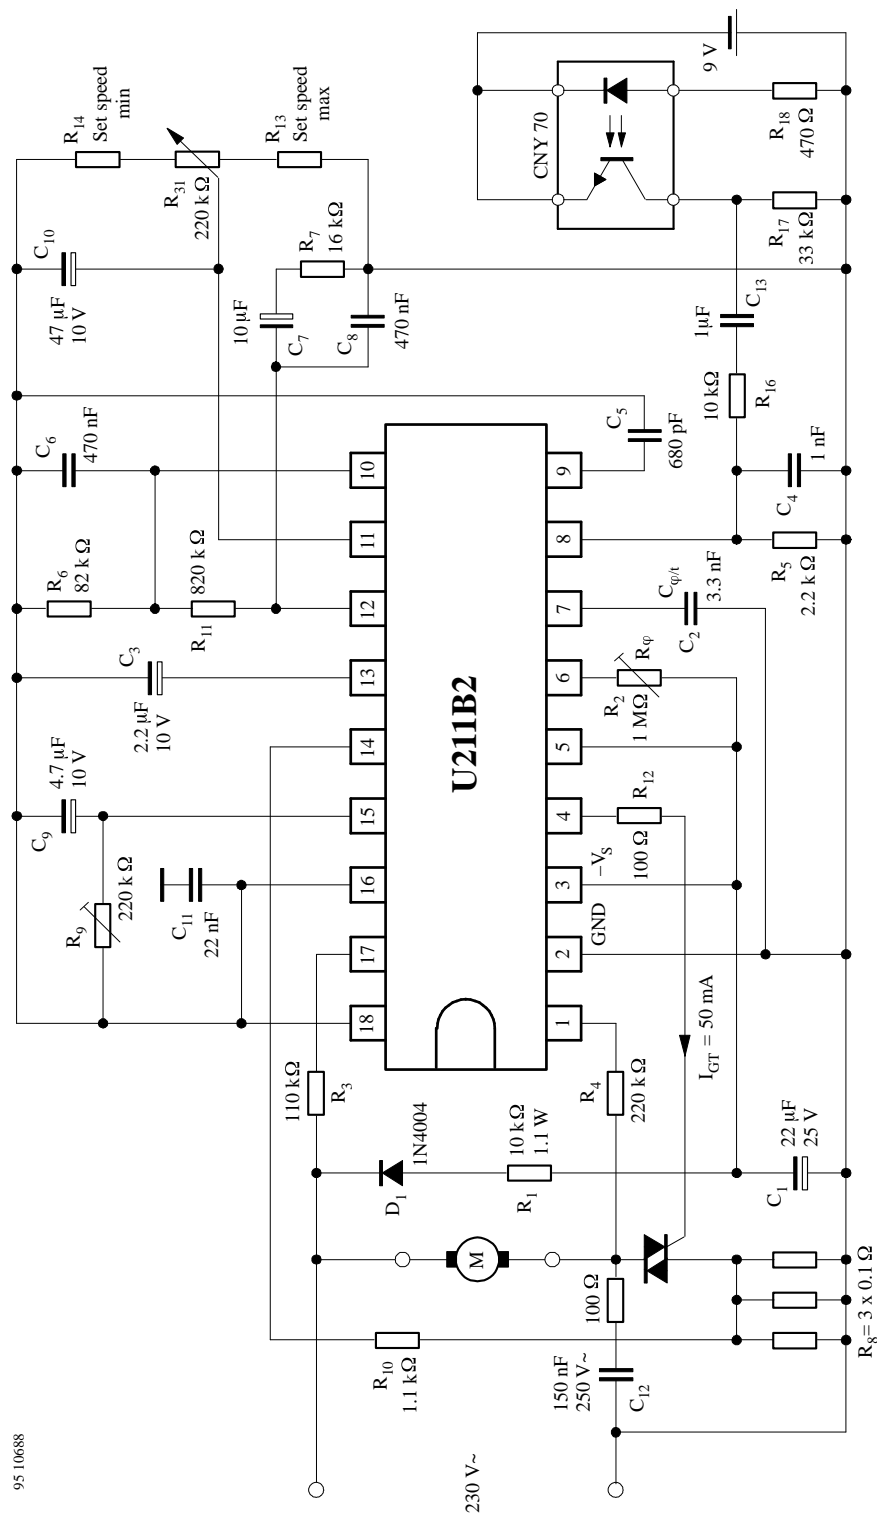 R14
Set speed
min
R31
220 kΩ
R13
Set speed
max
C10
47 µF
10 V
R7
16 kΩ
10 µF
C7
C8
470 nF
CNY 70
9 V
R18
470 Ω
R17
33 kΩ
C13
1µF
10 kΩ
R16
C6
470 nF
C5
680 pF
C4
1 nF
R5
2.2 kΩ
R6
82 kΩ
820 kΩ
R11
Cφ/t
3.3 nF
C2
C3
2.2 µF
10 V
Rφ
R2
1 MΩ
4.7 µF
10 V
C9
R12
100 Ω
R9
220 kΩ
C11
22 nF
–VS
GND
18
17
16
15
14
13
12
11
10
U211B2
1
2
3
4
5
6
7
8
9
IGT = 50 mA
110 kΩ
R3
R4
220 kΩ
D1
1N4004
R1
10 kΩ
1.1 W
C1
22 µF
25 V
M
100 Ω
R10
1.1 kΩ
150 nF
250 V~
C12
R8= 3 x 0.1 Ω
230 V~
95 10688